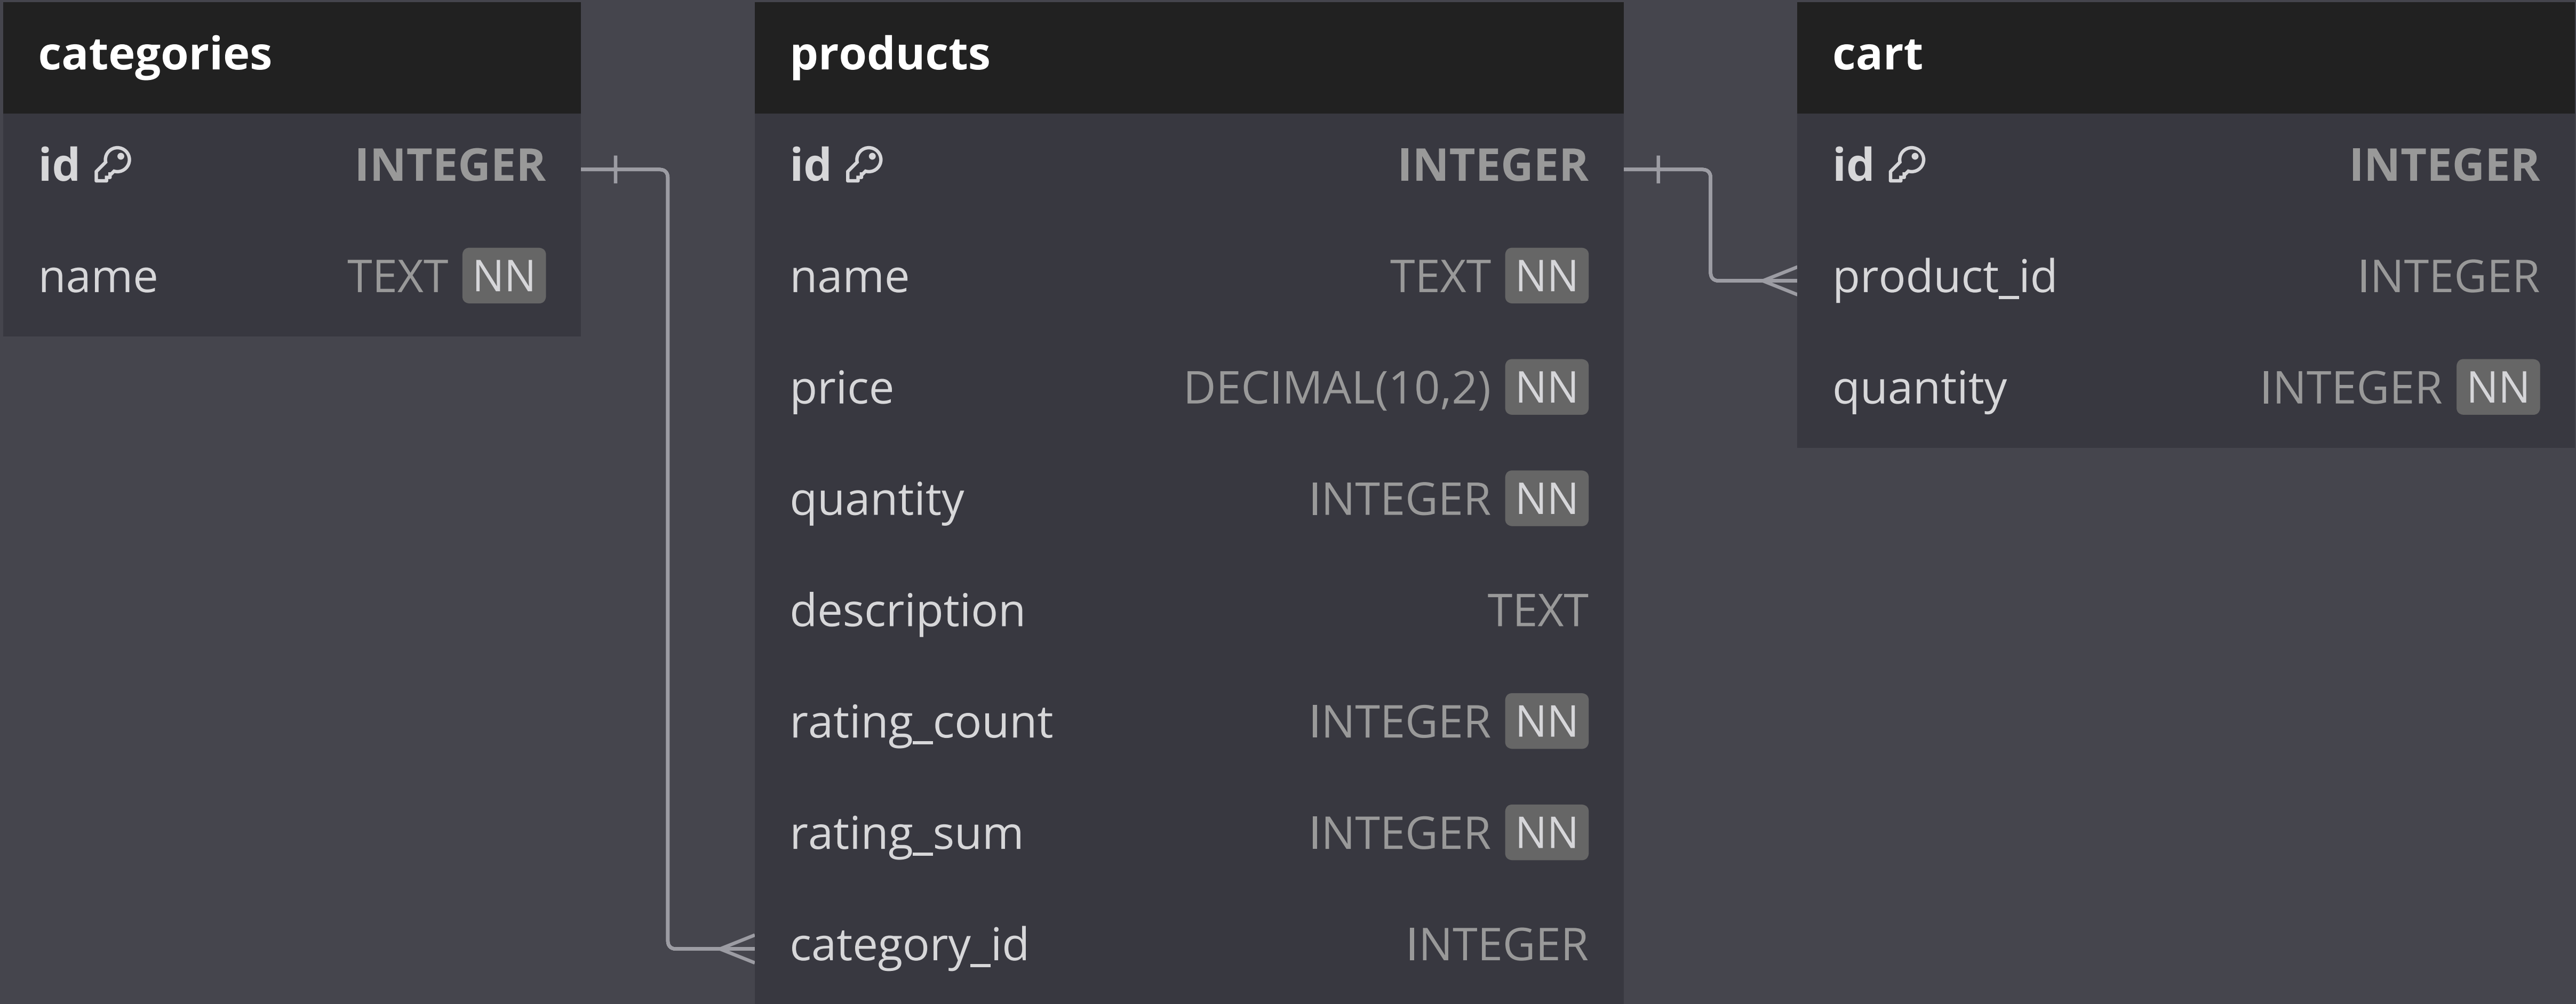 categories
id INTEGER
name TEXT NN
products
id INTEGER
name TEXT NN
price DECIMAL(10,2) NN
quantity INTEGER NN
description TEXT
rating_count INTEGER NN
rating_sum INTEGER NN
category_id INTEGER
cart
id INTEGER
product_id INTEGER
quantity INTEGER NN